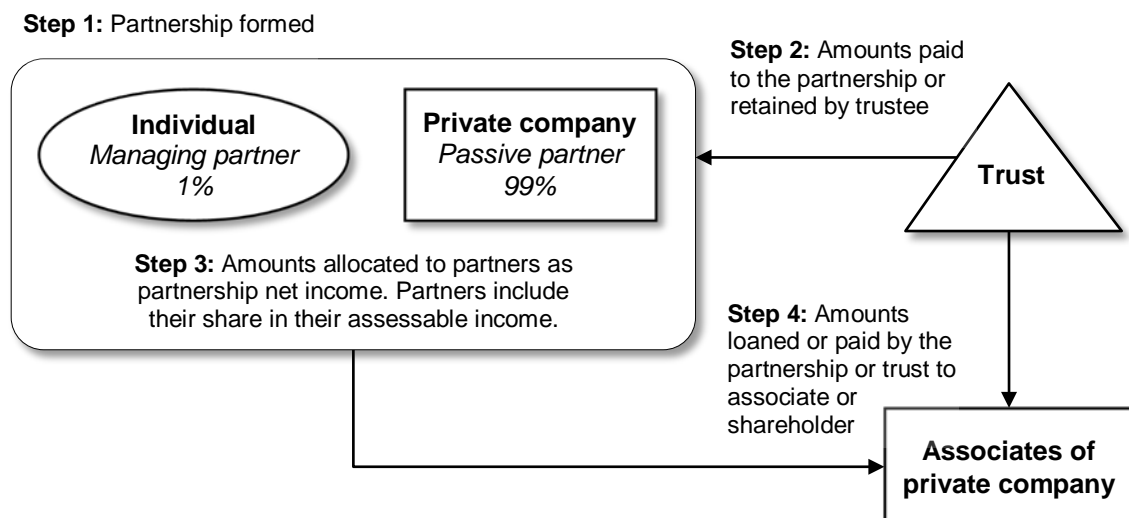 Step 1: Partnership formed
Individual
Managing partner
1%
Private company
Passive partner
99%
Step 2: Amounts paid
to the partnership or
retained by trustee
Trust
Step 3: Amounts allocated to partners as
partnership net income. Partners include
their share in their assessable income.
Step 4: Amounts
loaned or paid by the
partnership or trust to
associate or
shareholder
Associates of
private company